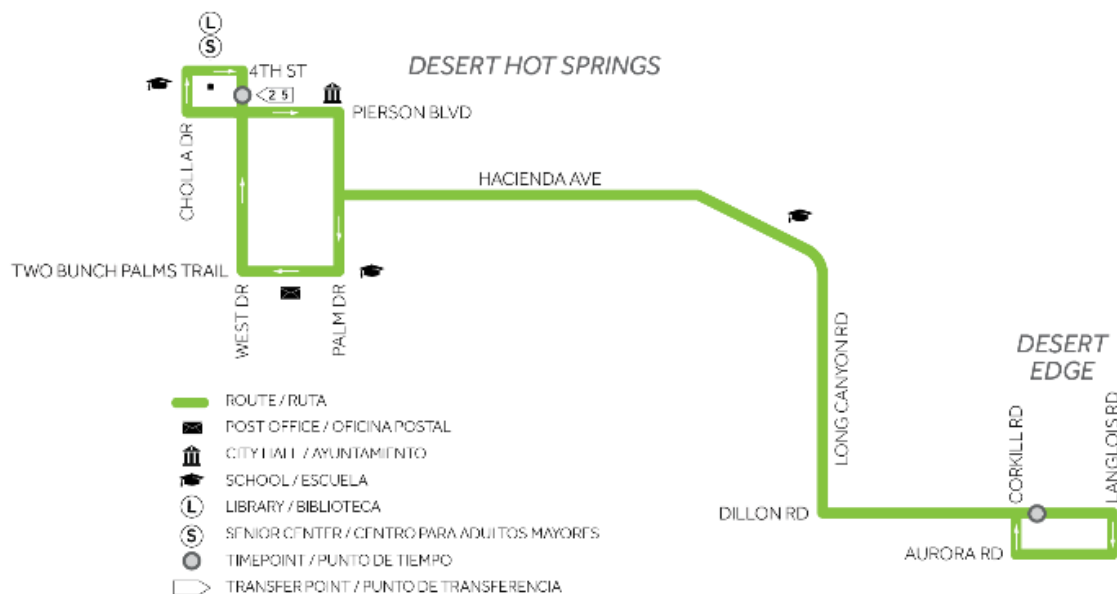 L
S
DESERT HOT SPRINGS
4TH ST
2 5
PIERSON BLVD
CHOLLA DR
HACIENDA AVE
TWO BUNCH PALMS TRAIL
WEST DR
PALM DR
LONG CANYON RD
DESERT
EDGE
CORKILL RD
LANGLOIS RD
DILLON RD
AURORA RD
ROUTE / RUTA
POST OFFICE / OFICINA POSTAL
CITY HALL / AYUNTAMIENTO
SCHOOL / ESCUELA
L LIBRARY / BIBLIOTECA
S SENIOR CENTER / CENTRO PARA ADULTOS MAYORES
TIMEPOINT / PUNTO DE TIEMPO
TRANSFER POINT / PUNTO DE TRANSFERENCIA